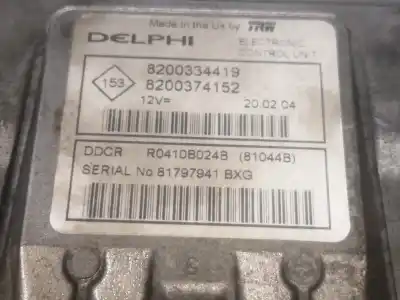 Made in the UK by TRW
DELPHI
ELECTRONIC
CONTROL UNIT
153
8200334419
8200374152
12V= 20.02.04
DDCR R0410B024B (81044B)
SERIAL No 81797941 BXG